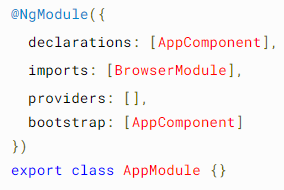 @NgModule({
  declarations: [AppComponent],
  imports: [BrowserModule],
  providers: [],
  bootstrap: [AppComponent]
})
export class AppModule {}